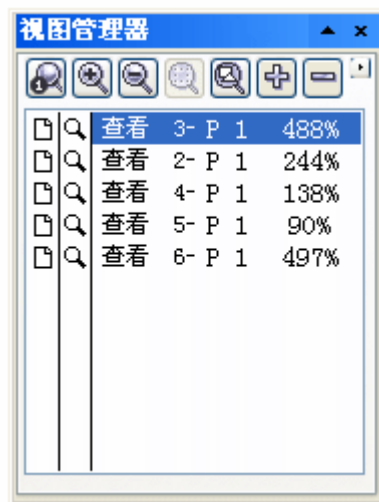 视图管理器
查看 3- P 1 488%
查看 2- P 1 244%
查看 4- P 1 138%
查看 5- P 1 90%
查看 6- P 1 497%